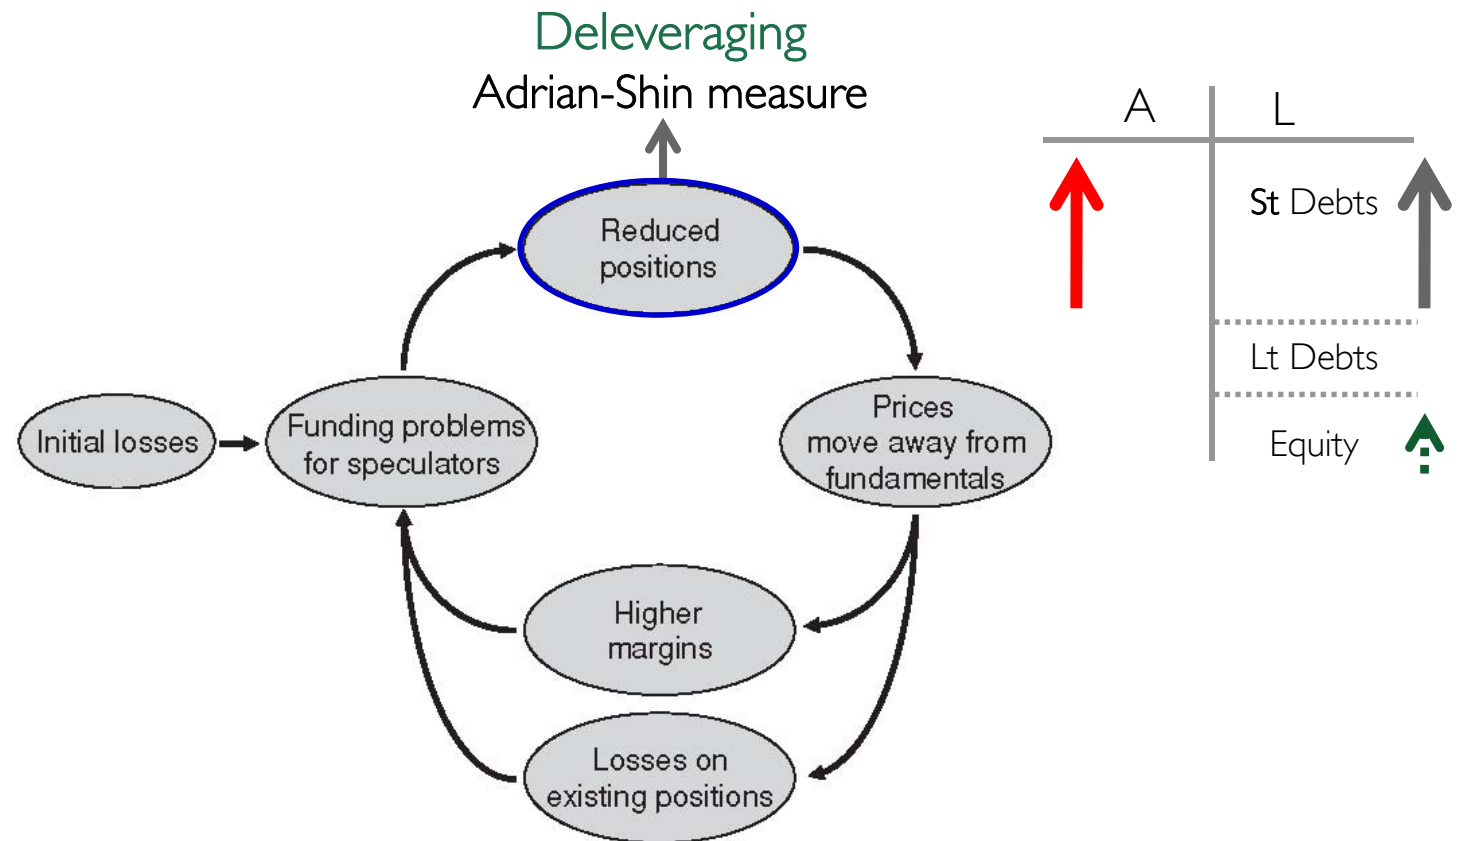 Deleveraging
Adrian-Shin measure
A
L
Reduced
positions
St Debts
Lt Debts
Equity
Initial losses
Funding problems
for speculators
Prices
move away from
fundamentals
Higher
margins
Losses on
existing positions